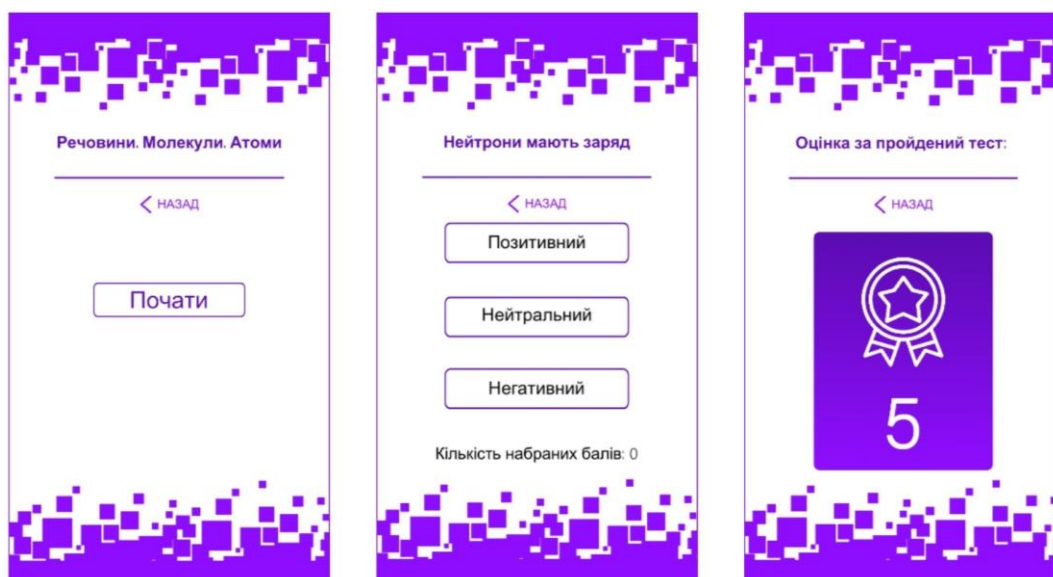 Речовини. Молекули. Атоми
НАЗАД
Почати
Нейтрони мають заряд
НАЗАД
Позитивний
Нейтральний
Негативний
Кількість набраних балів: 0
Оцінка за пройдений тест:
НАЗАД
5